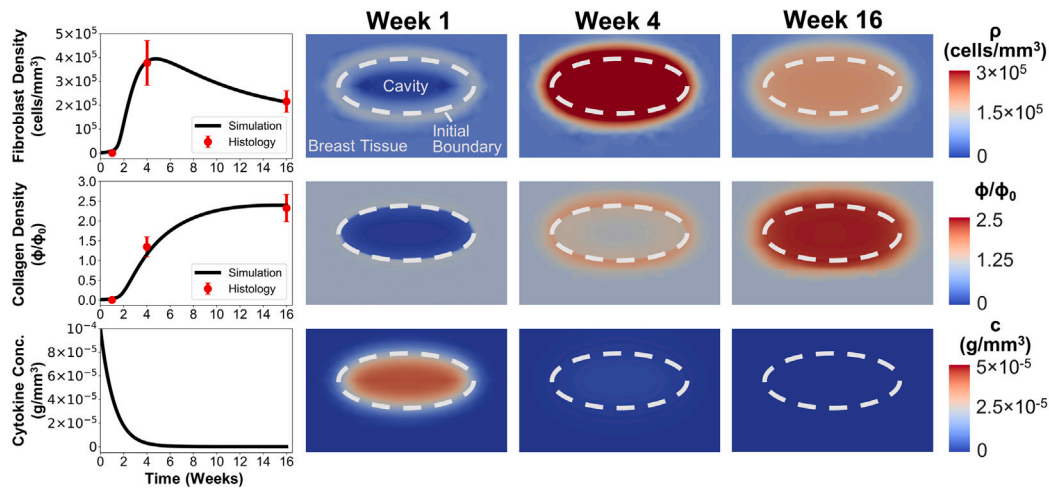 Week 1
Week 4
Week 16
Fibroblast Density
(cells/mm³)
5×10⁵
4×10⁵
3×10⁵
2×10⁵
10⁵
0
Simulation
Histology
0 2 4 6 8 10 12 14 16
Cavity
Initial
Boundary
Breast Tissue
ρ
(cells/mm³)
3×10⁵
1.5×10⁵
0
Collagen Density
(ϕ/ϕ₀)
3.0
2.5
2.0
1.5
1.0
0.5
0.0
Simulation
Histology
0 2 4 6 8 10 12 14 16
ϕ/ϕ₀
2.5
1.25
0
Cytokine Conc.
(g/mm³)
10⁻⁴
8×10⁻⁵
6×10⁻⁵
4×10⁻⁵
2×10⁻⁵
0
0 2 4 6 8 10 12 14 16
Time (Weeks)
c
(g/mm³)
5×10⁻⁵
2.5×10⁻⁵
0